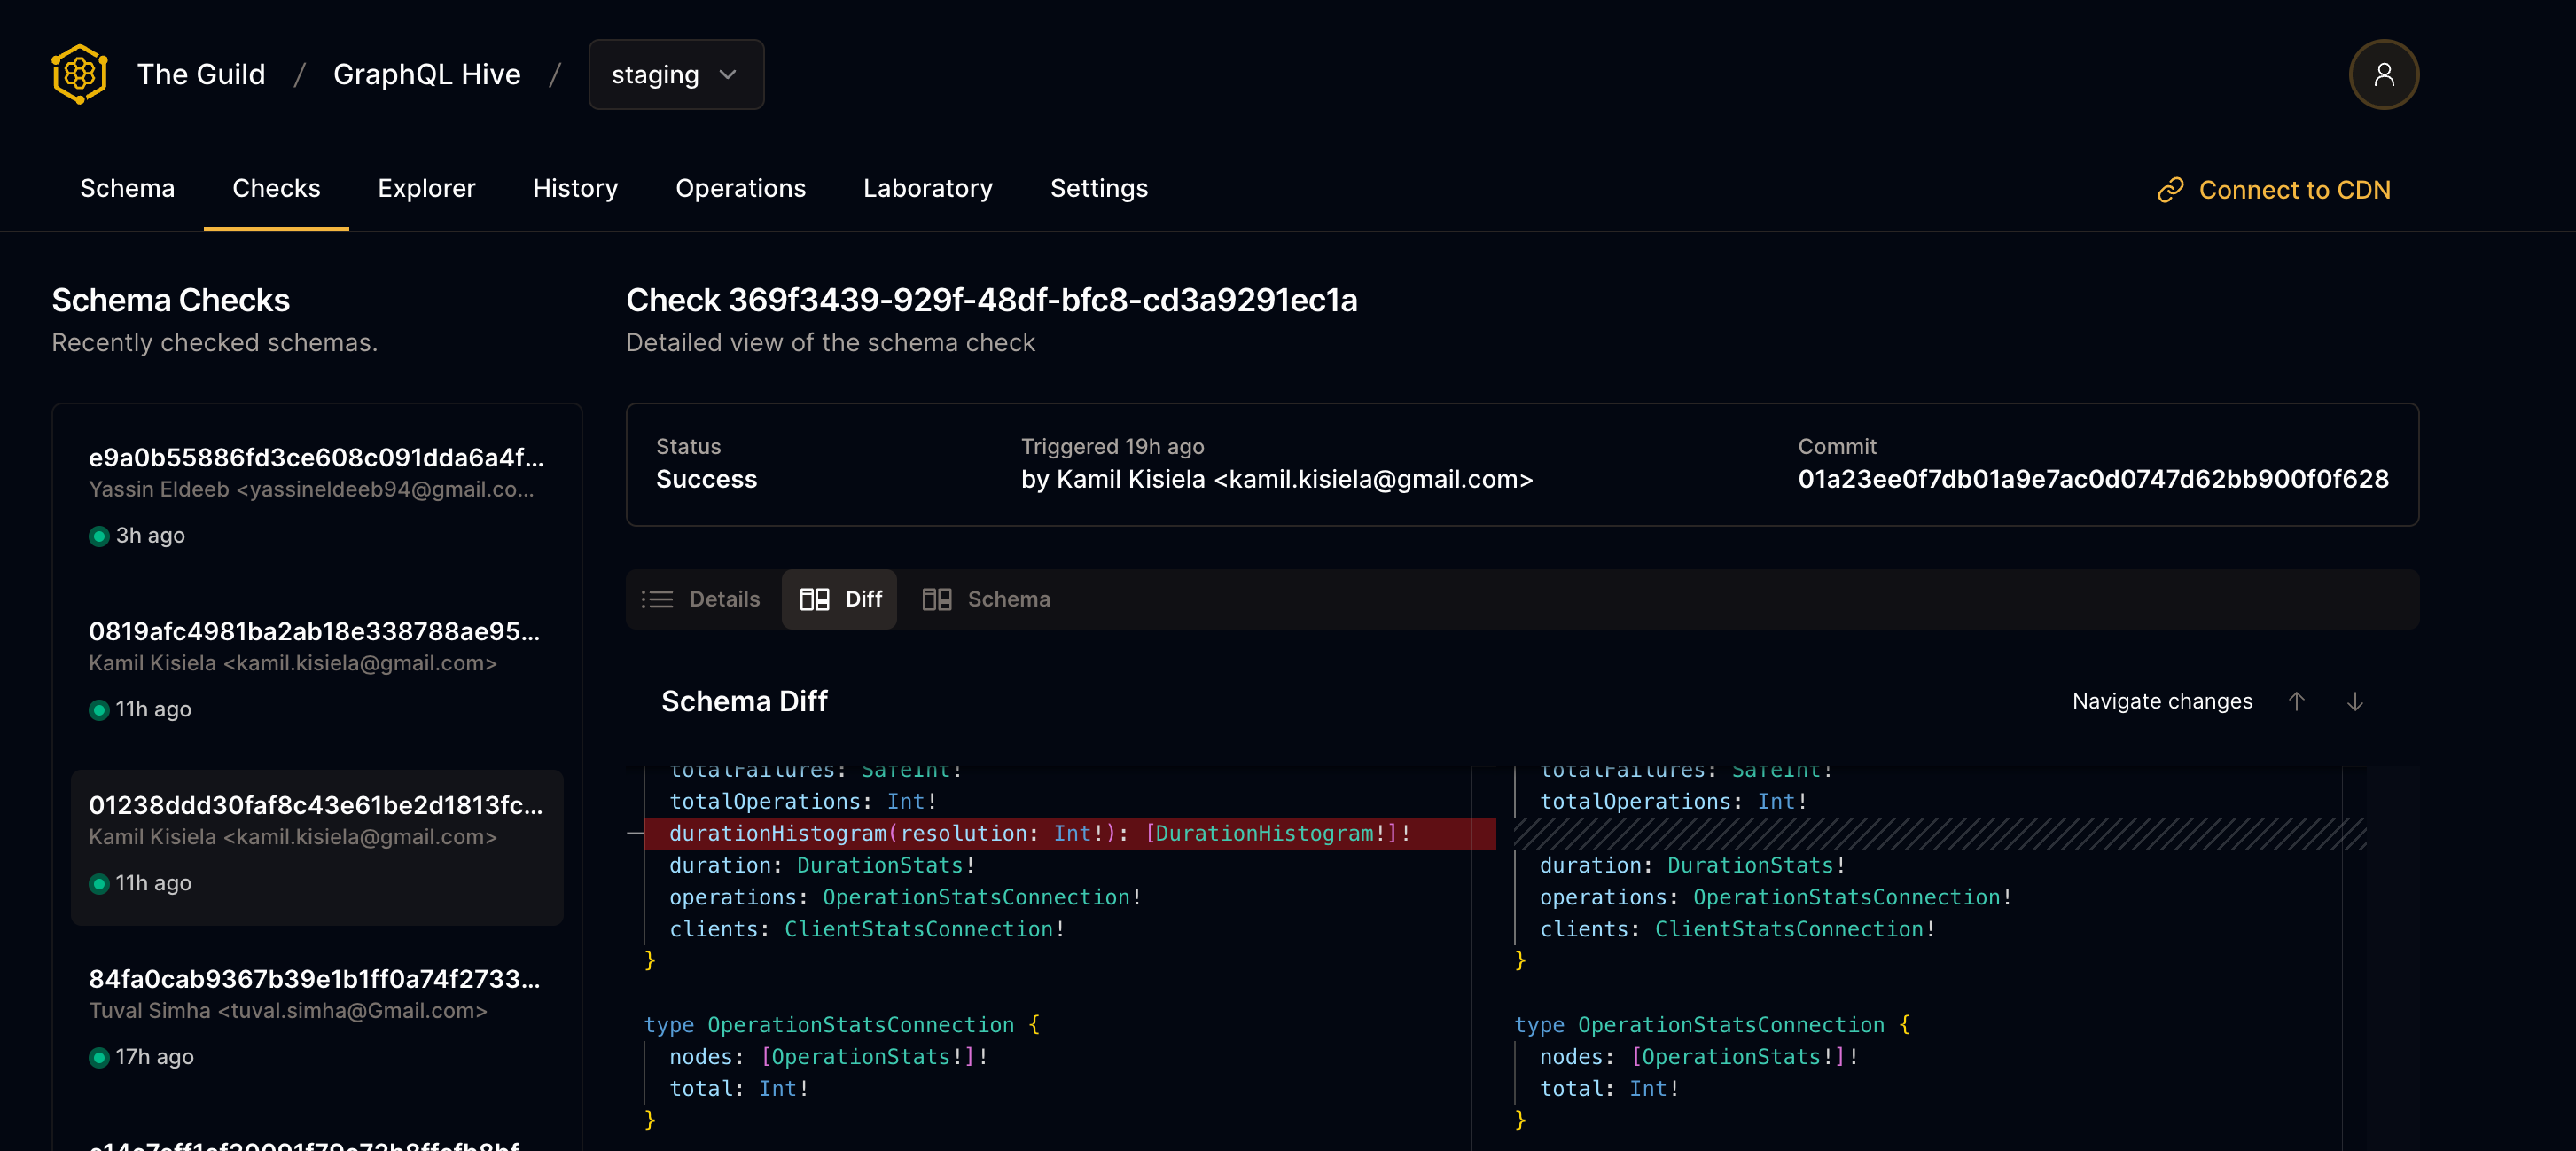 The Guild / GraphQL Hive / staging
Schema Checks Explorer History Operations Laboratory Settings
Connect to CDN
Schema Checks
Recently checked schemas.
e9a0b55886fd3ce608c091dda6a4f...
Yassin Eldeeb <yassineldeeb94@gmail.co...
3h ago
0819afc4981ba2ab18e338788ae95...
Kamil Kisiela <kamil.kisiela@gmail.com>
11h ago
01238ddd30faf8c43e61be2d1813fc...
Kamil Kisiela <kamil.kisiela@gmail.com>
11h ago
84fa0cab9367b39e1b1ff0a74f2733...
Tuval Simha <tuval.simha@Gmail.com>
17h ago
Check 369f3439-929f-48df-bfc8-cd3a9291ec1a
Detailed view of the schema check
Status
Success
Triggered 19h ago
by Kamil Kisiela <kamil.kisiela@gmail.com>
Commit
01a23ee0f7db01a9e7ac0d0747d62bb900f0f628
Details Diff Schema
Schema Diff
Navigate changes
totalFailures: SafeInt!
totalOperations: Int!
durationHistogram(resolution: Int!): [DurationHistogram!]!
duration: DurationStats!
operations: OperationStatsConnection!
clients: ClientStatsConnection!
}
type OperationStatsConnection {
nodes: [OperationStats!]!
total: Int!
}
totalFailures: SafeInt!
totalOperations: Int!
duration: DurationStats!
operations: OperationStatsConnection!
clients: ClientStatsConnection!
}
type OperationStatsConnection {
nodes: [OperationStats!]!
total: Int!
}